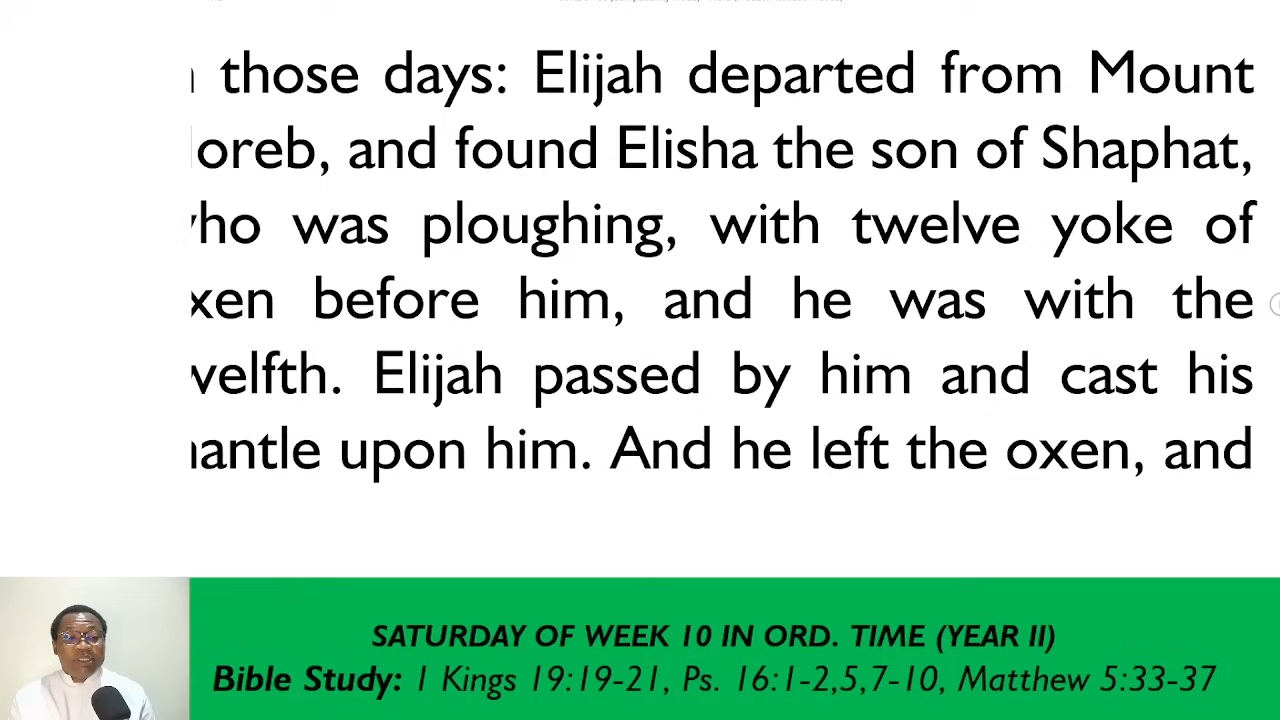 those days: Elijah departed from Mount
oreb, and found Elisha the son of Shaphat,
ho was ploughing, with twelve yoke of
xen before him, and he was with the
welfth. Elijah passed by him and cast his
antle upon him. And he left the oxen, and
SATURDAY OF WEEK 10 IN ORD. TIME (YEAR II)
Bible Study: 1 Kings 19:19-21, Ps. 16:1-2,5,7-10, Matthew 5:33-37